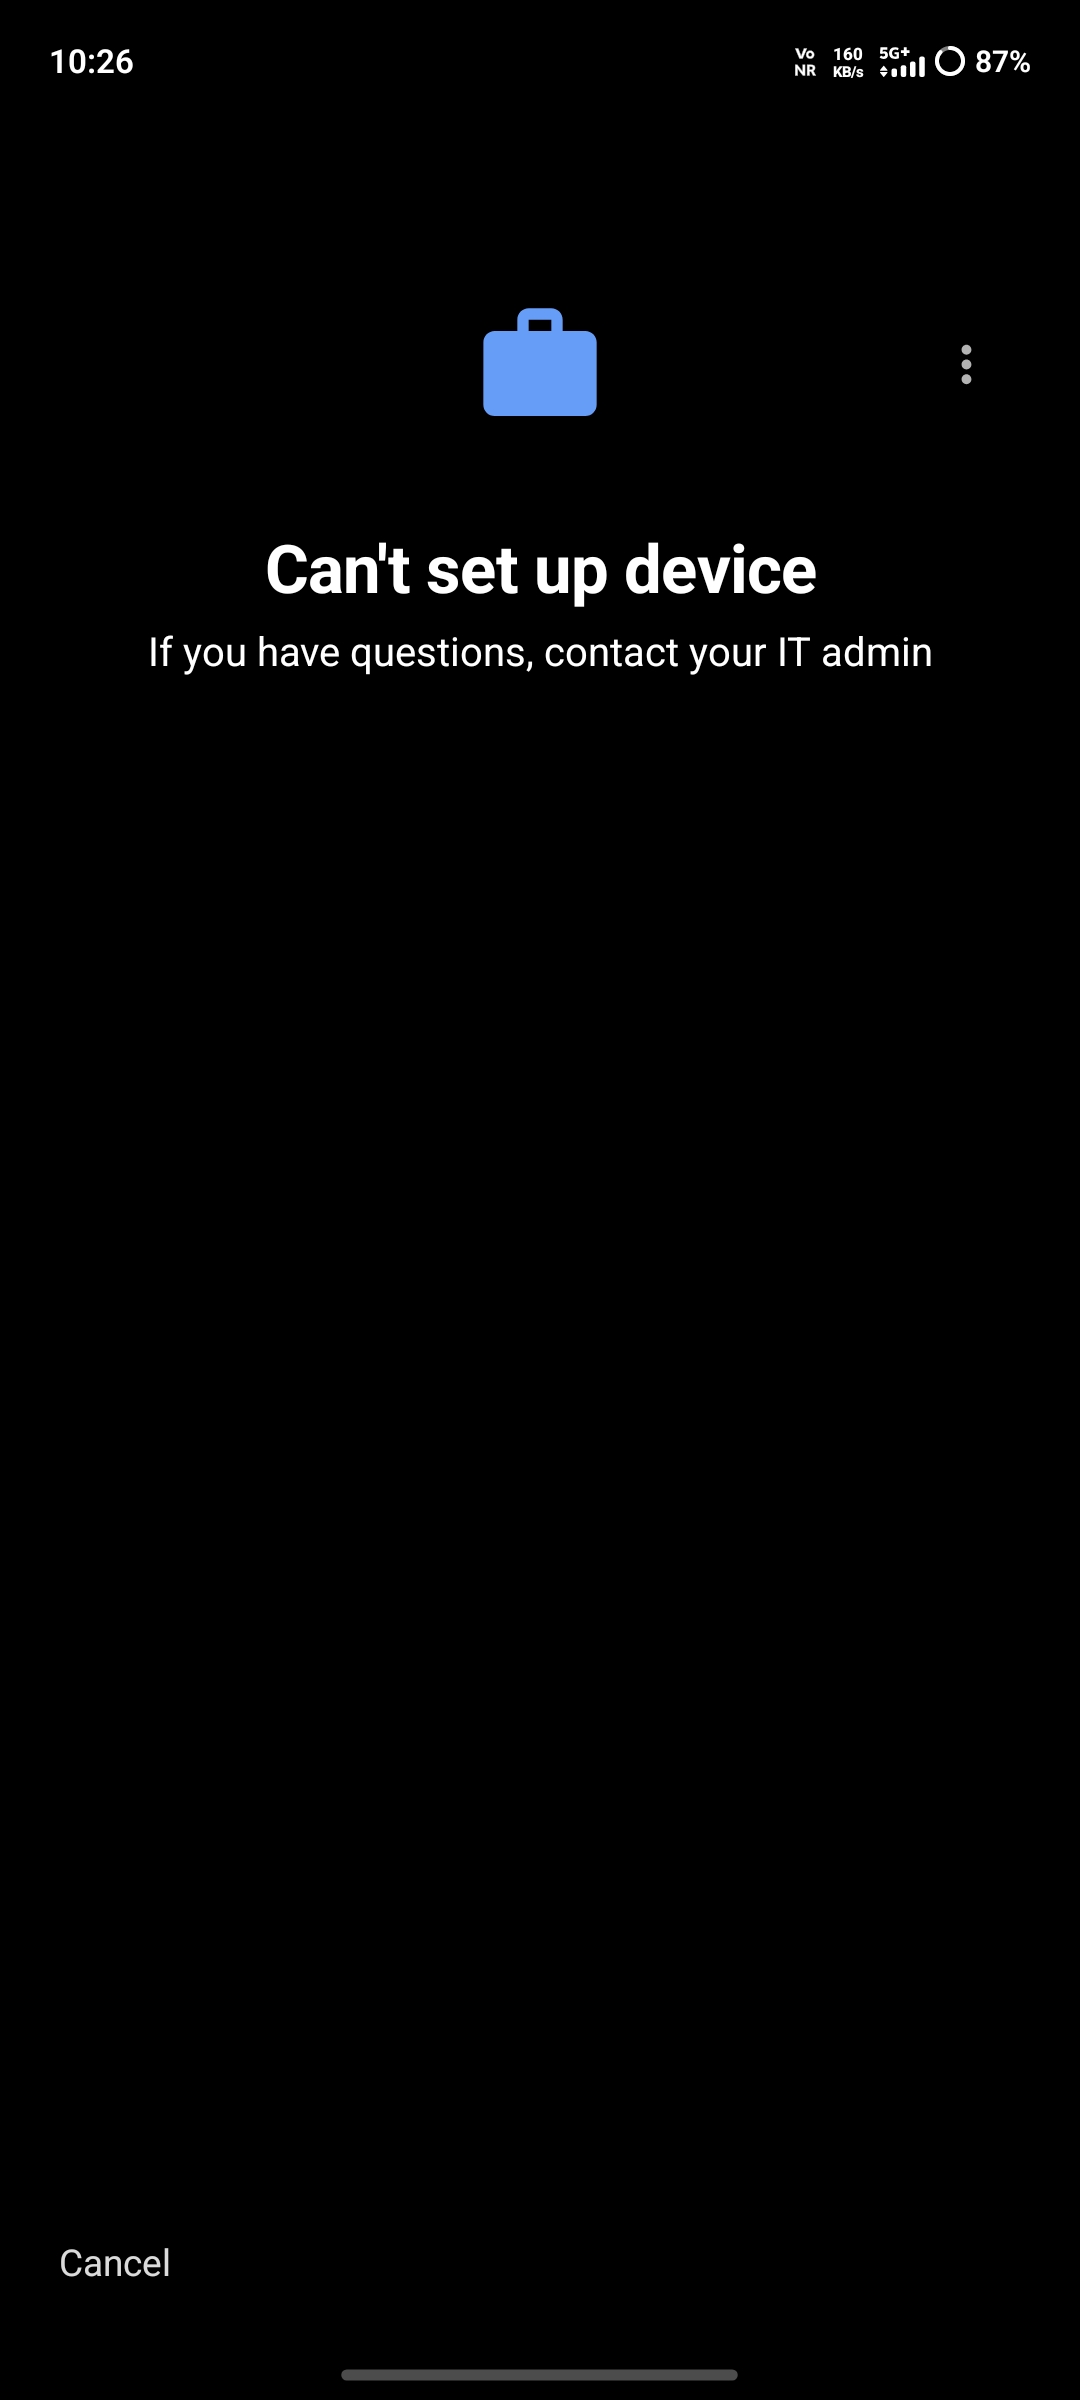 10:26
Vo
NR
160
KB/s
5G+
87%
Can't set up device
If you have questions, contact your IT admin
Cancel